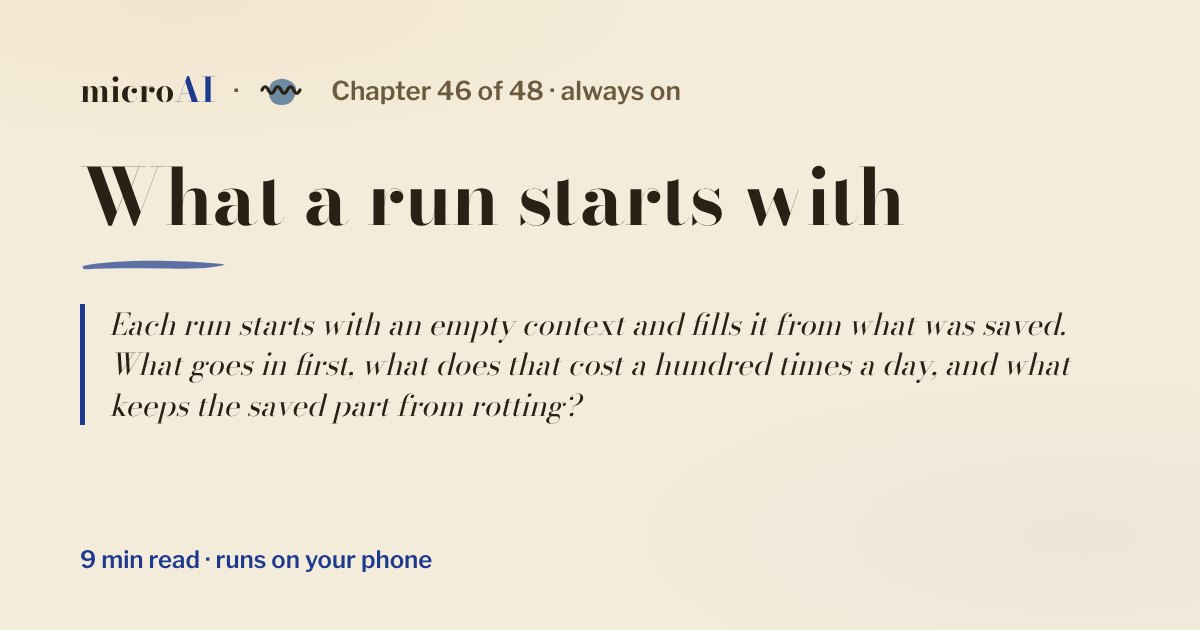 microAI · Chapter 46 of 48 · always on
What a run starts with
Each run starts with an empty context and fills it from what was saved.
What goes in first, what does that cost a hundred times a day, and what
keeps the saved part from rotting?
9 min read · runs on your phone